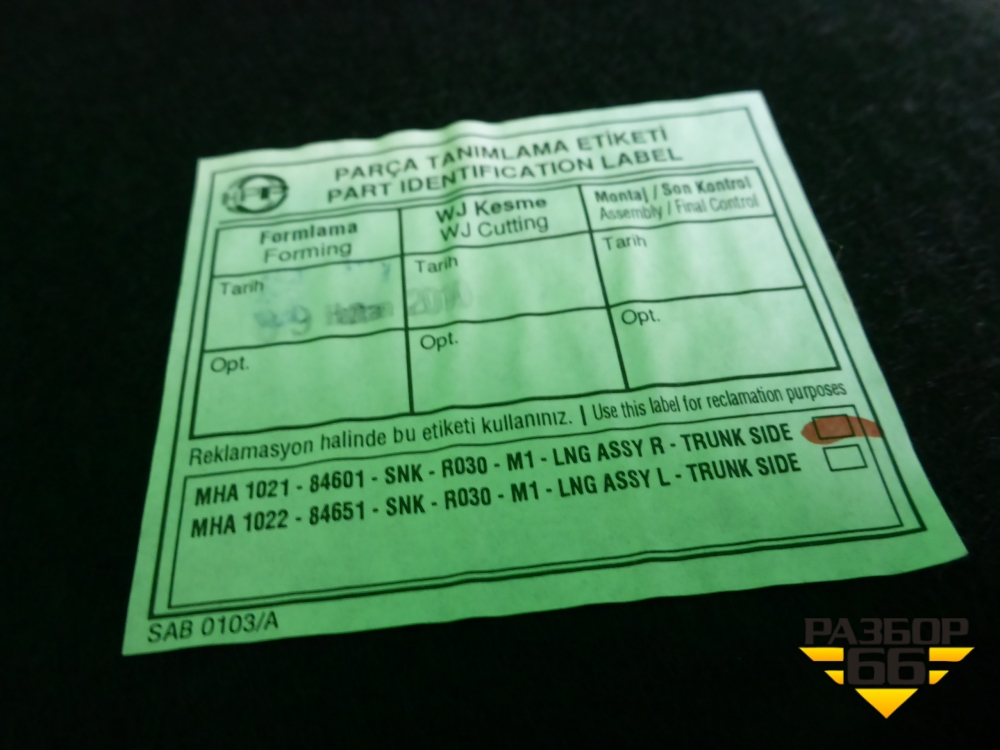 PARÇA TANIMLAMA ETİKETİ
PART IDENTIFICATION LABEL
Formlama
Forming
WJ Kesme
WJ Cutting
Montaj / Son Kontrol
Assembly / Final Control
Tarih
Tarih
Tarih
Opt.
Opt.
Opt.
Reklamasyon halinde bu etiketi kullanınız. | Use this label for reclamation purposes
MHA 1021 - 84601 - SNK - R030 - M1 - LNG ASSY R - TRUNK SIDE
MHA 1022 - 84651 - SNK - R030 - M1 - LNG ASSY L - TRUNK SIDE
SAB 0103/A
РАЗБОР
66